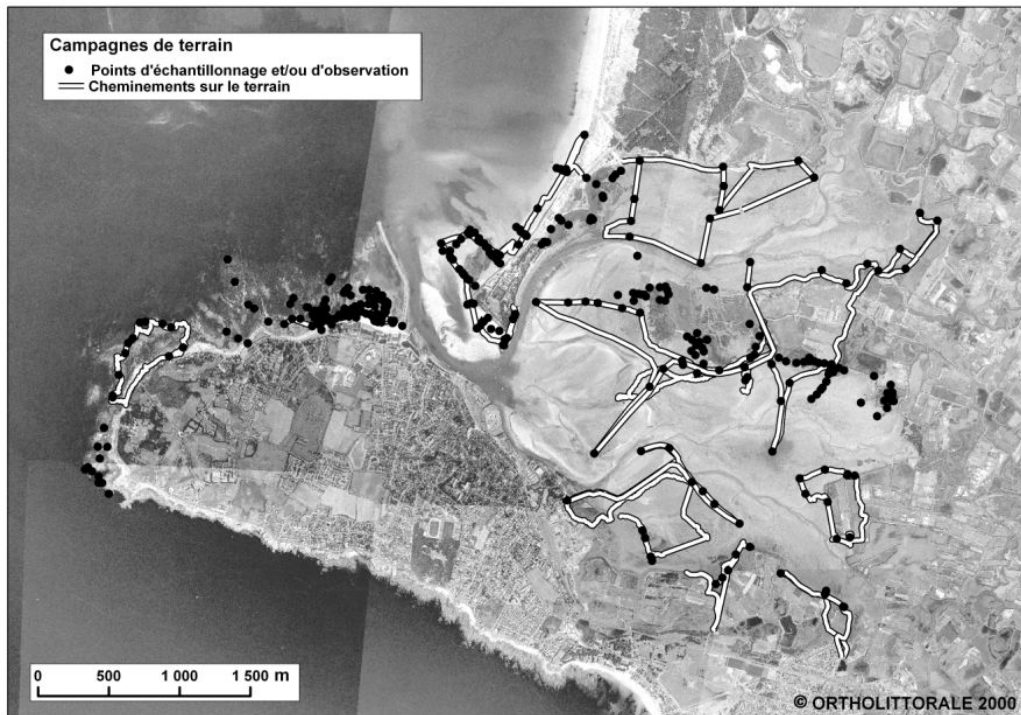 Campagnes de terrain
Points d'échantillonnage et/ou d'observation
Cheminements sur le terrain
0 500 1 000 1 500 m
© ORTHOLITTORALE 2000